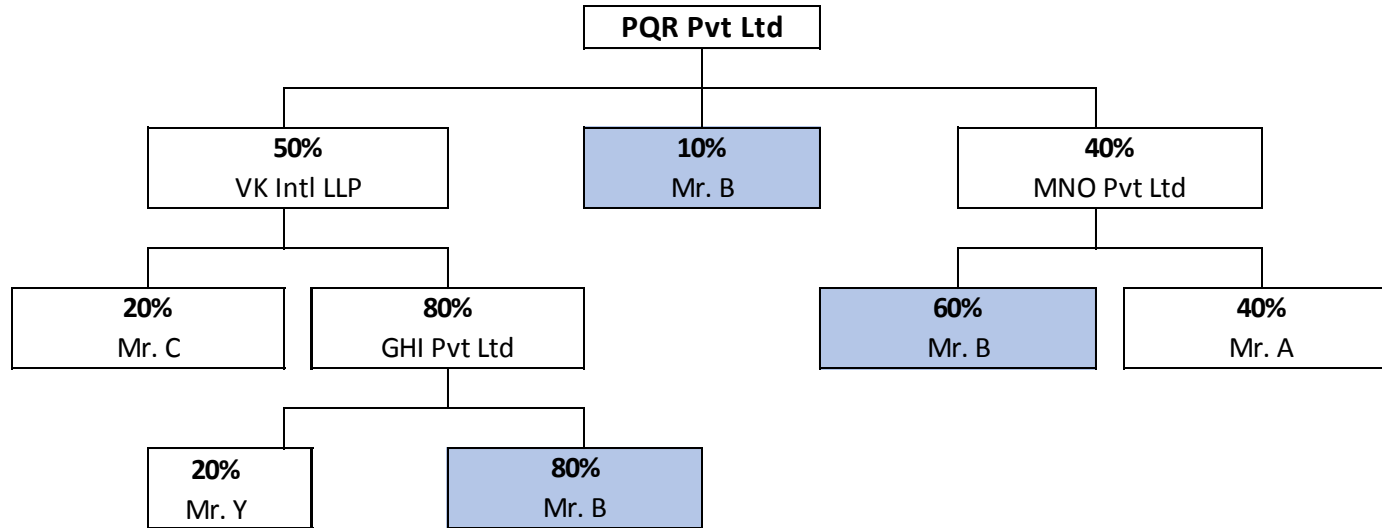 PQR Pvt Ltd
50%
VK Intl LLP
10%
Mr. B
40%
MNO Pvt Ltd
20%
Mr. C
80%
GHI Pvt Ltd
60%
Mr. B
40%
Mr. A
20%
Mr. Y
80%
Mr. B